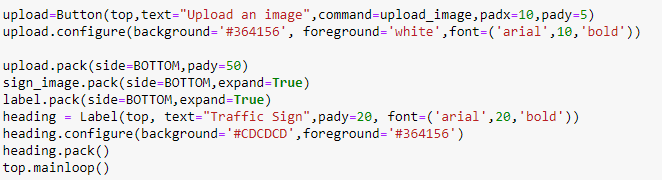 upload=Button(top,text="Upload an image",command=upload_image,padx=10,pady=5)
upload.configure(background='#364156', foreground='white',font=('arial',10,'bold'))
upload.pack(side=BOTTOM,pady=50)
sign_image.pack(side=BOTTOM,expand=True)
label.pack(side=BOTTOM,expand=True)
heading = Label(top, text="Traffic Sign",pady=20, font=('arial',20,'bold'))
heading.configure(background='#CDCDCD',foreground='#364156')
heading.pack()
top.mainloop()